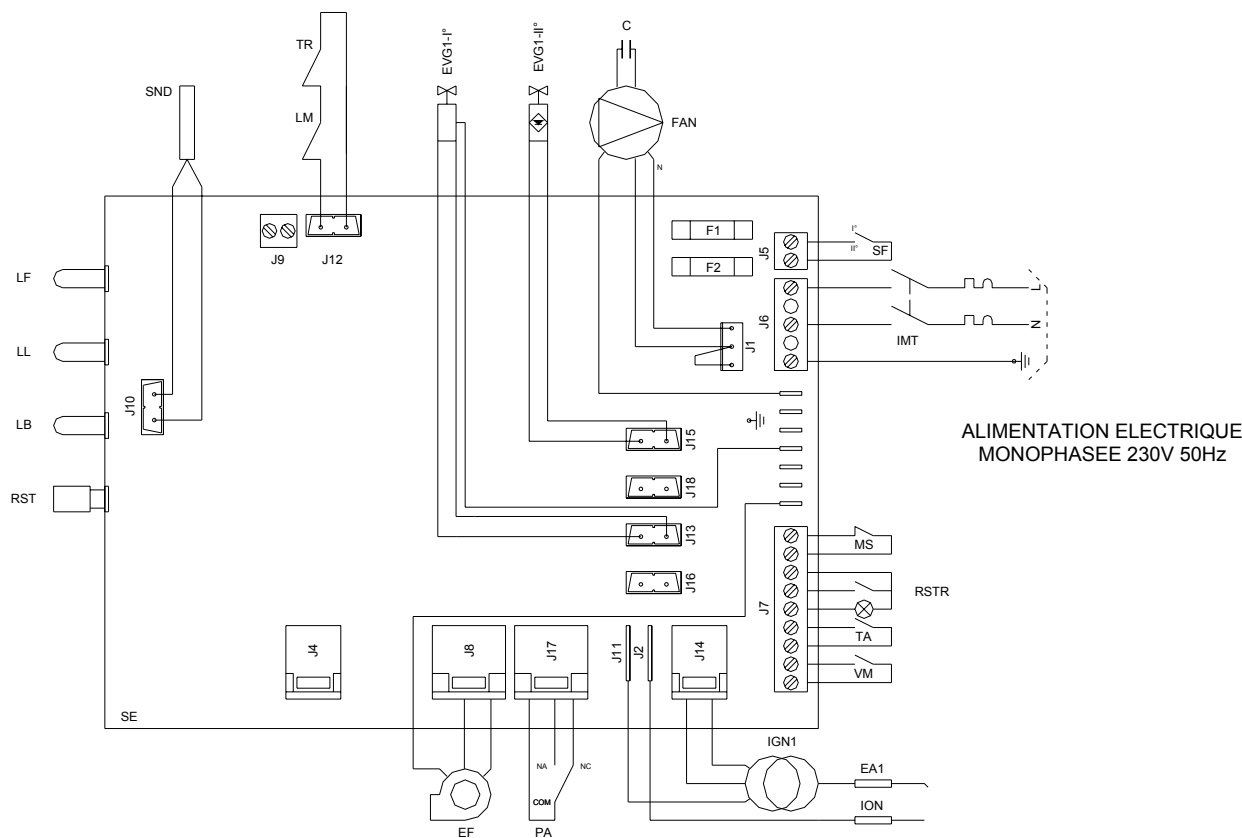 C
TR
EVG1-I°
EVG1-II°
SND
LM
FAN
N
F1
J5
I°
II°
SF
J9
J12
LF
F2
J6
L
N
IMT
LL
J1
J10
LB
J15
ALIMENTATION ELECTRIQUE
MONOPHASEE 230V 50Hz
RST
J18
J13
MS
J16
J7
RSTR
TA
J4
J8
J17
J11
J2
J14
VM
SE
IGN1
NA
NC
EA1
COM
ION
EF
PA